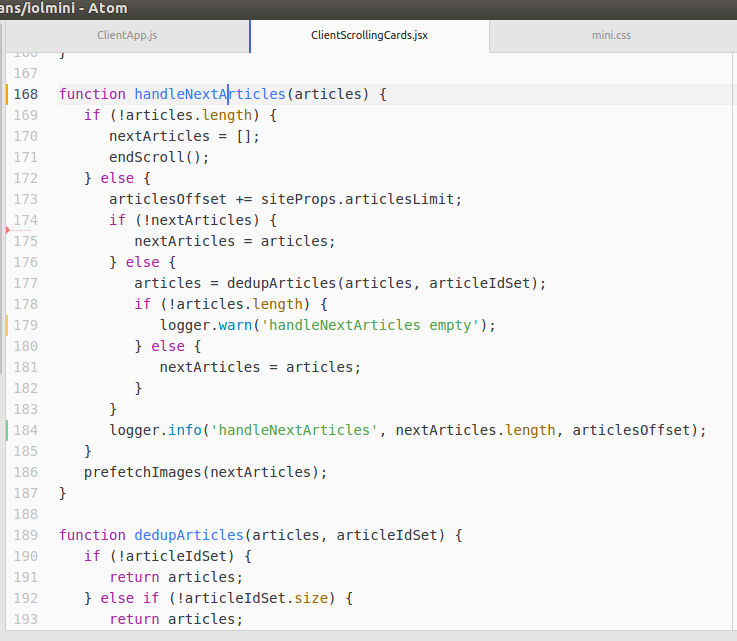 ans/iolmini - Atom
ClientApp.js ClientScrollingCards.jsx mini.css
166 }
167
168 function handleNextArticles(articles) {
169 if (!articles.length) {
170 nextArticles = [];
171 endScroll();
172 } else {
173 articlesOffset += siteProps.articlesLimit;
174 if (!nextArticles) {
175 nextArticles = articles;
176 } else {
177 articles = dedupArticles(articles, articleIdSet);
178 if (!articles.length) {
179 logger.warn('handleNextArticles empty');
180 } else {
181 nextArticles = articles;
182 }
183 }
184 logger.info('handleNextArticles', nextArticles.length, articlesOffset);
185 }
186 prefetchImages(nextArticles);
187 }
188
189 function dedupArticles(articles, articleIdSet) {
190 if (!articleIdSet) {
191 return articles;
192 } else if (!articleIdSet.size) {
193 return articles;